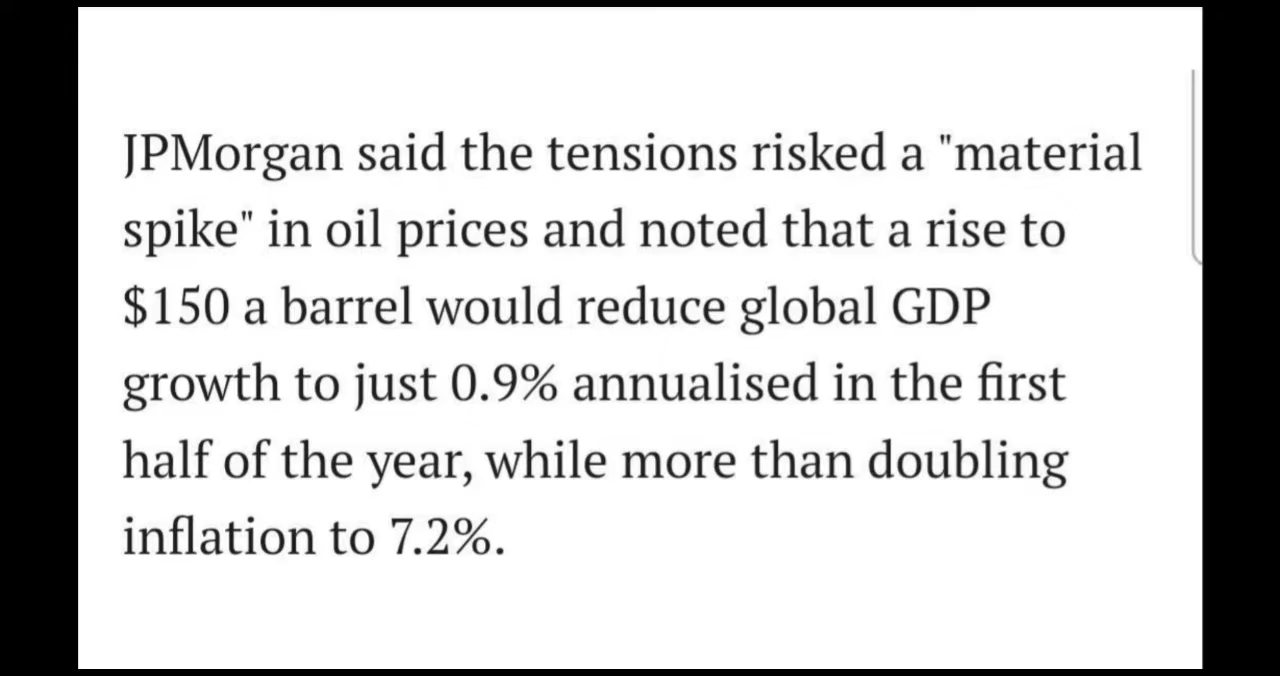 JPMorgan said the tensions risked a "material
spike" in oil prices and noted that a rise to
$150 a barrel would reduce global GDP
growth to just 0.9% annualised in the first
half of the year, while more than doubling
inflation to 7.2%.